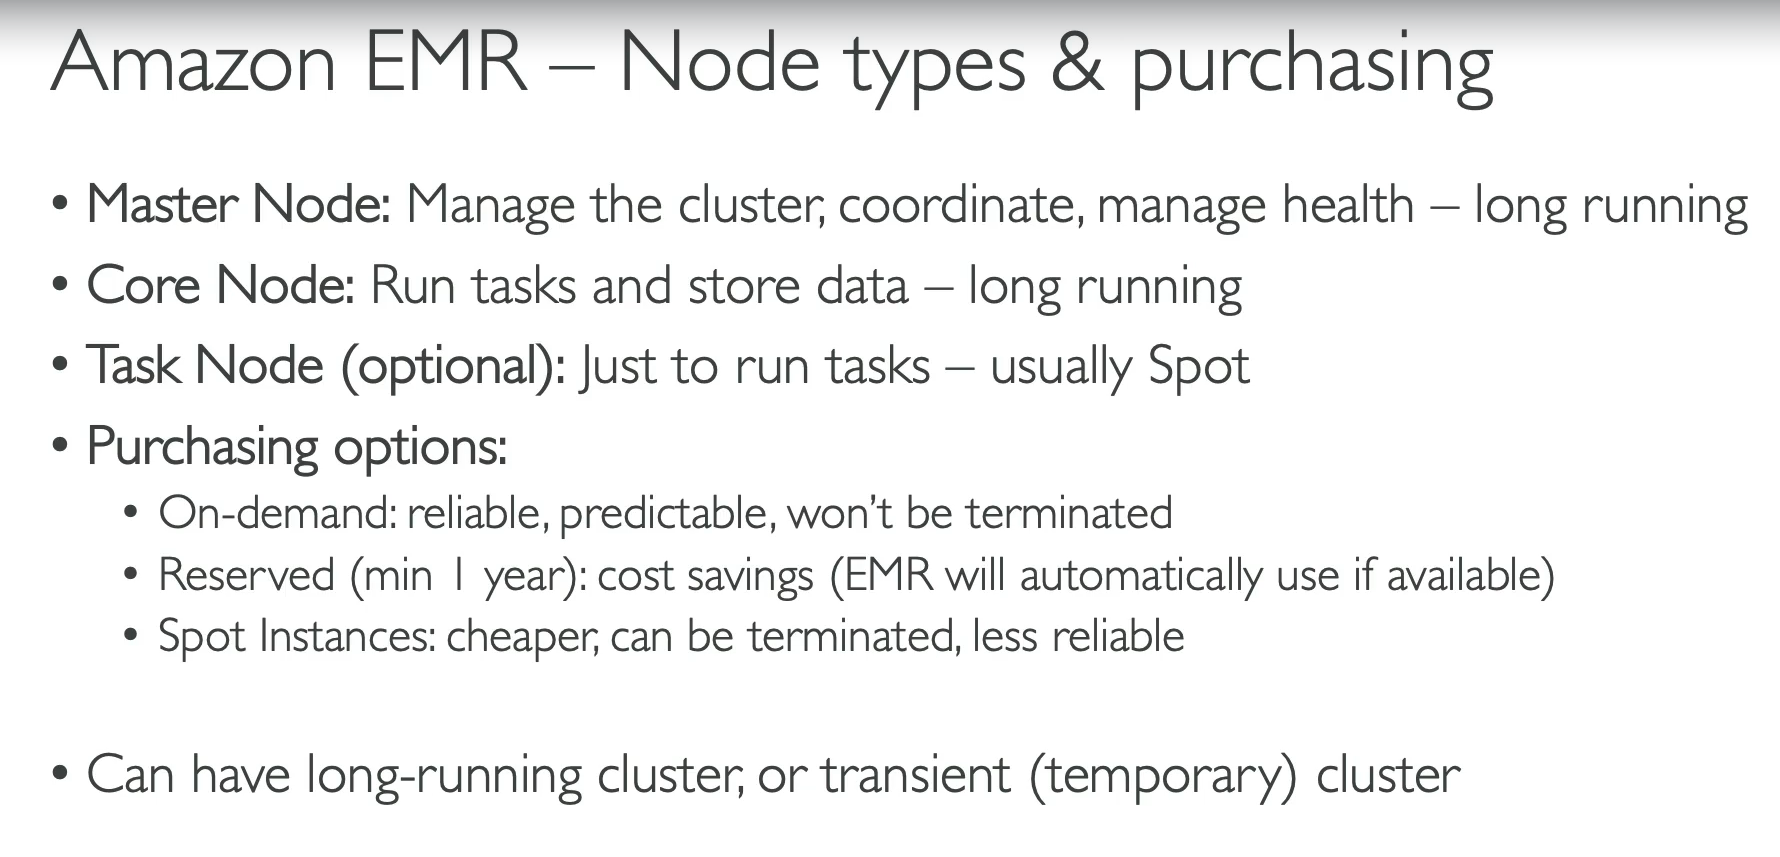 Amazon EMR – Node types & purchasing
• Master Node: Manage the cluster, coordinate, manage health – long running
• Core Node: Run tasks and store data – long running
• Task Node (optional): Just to run tasks – usually Spot
• Purchasing options:
• On-demand: reliable, predictable, won’t be terminated
• Reserved (min 1 year): cost savings (EMR will automatically use if available)
• Spot Instances: cheaper, can be terminated, less reliable
• Can have long-running cluster, or transient (temporary) cluster